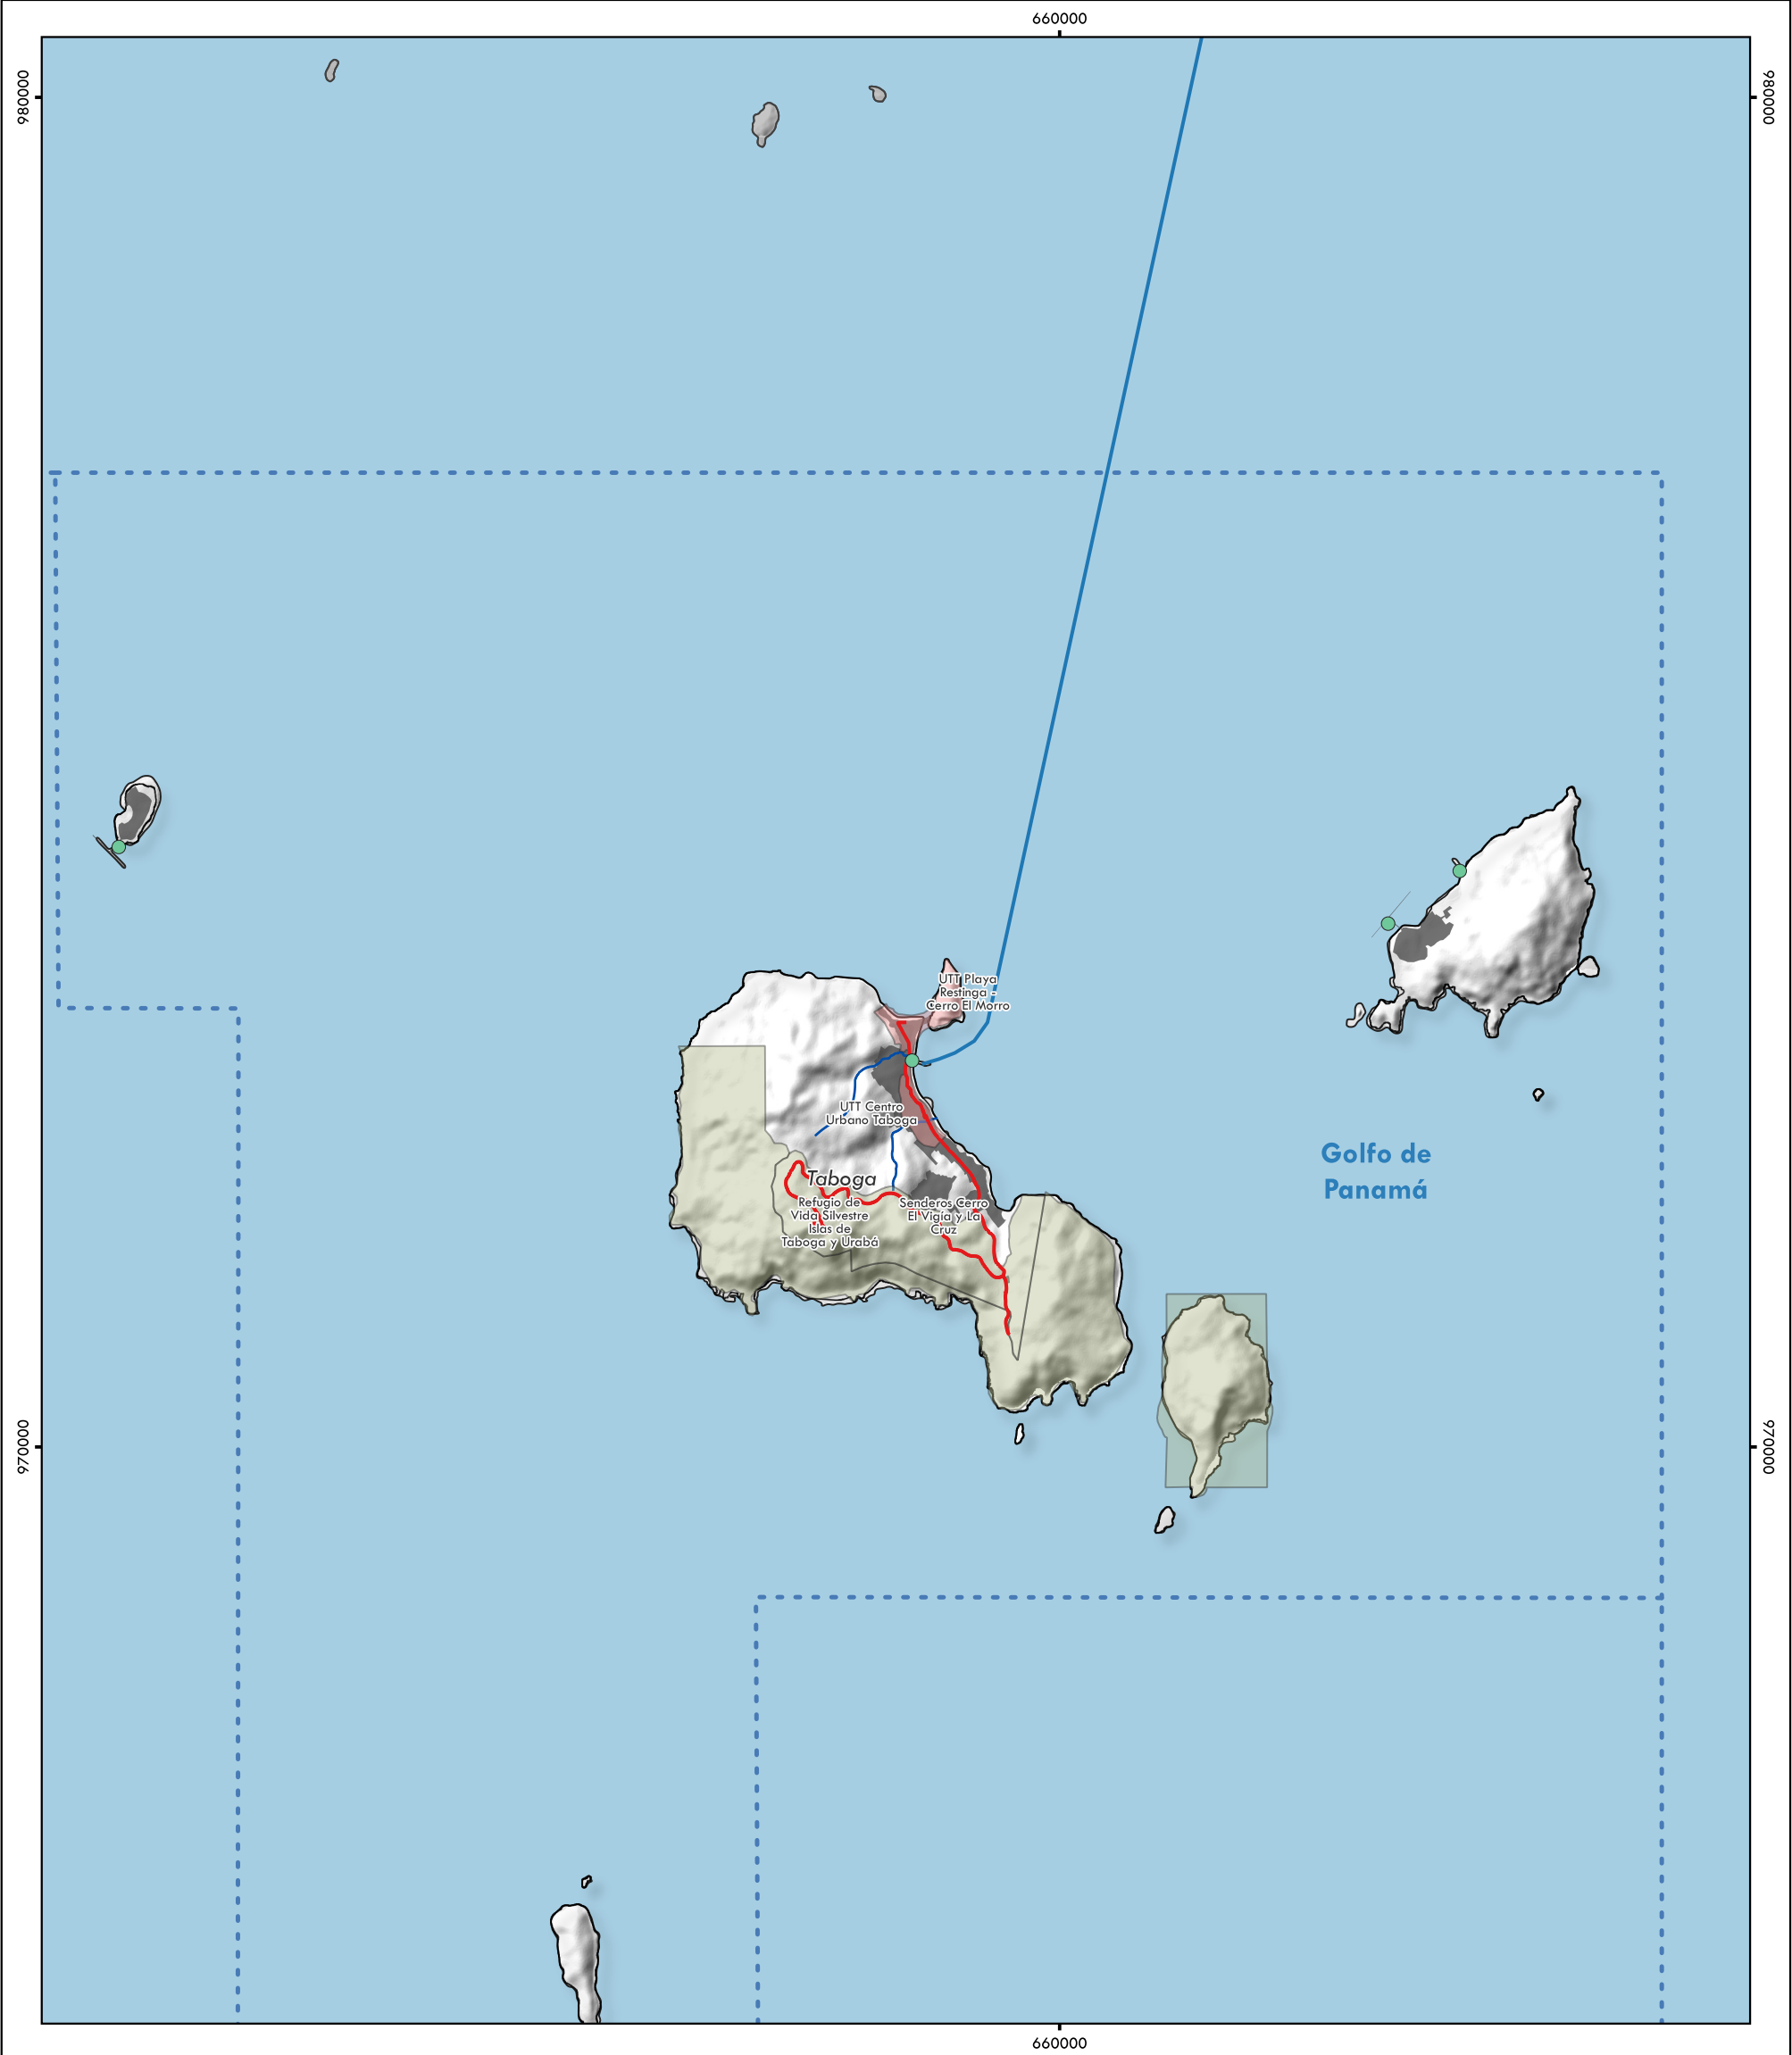 660000
980000
980000
UTT Playa
Restinga -
Cerro El Morro
UTT Centro
Urbano Taboga
Golfo de
Panamá
Taboga
Refugio de
Vida Silvestre
Islas de
Taboga y Urabá
Senderos Cerro
El Vigía y La
Cruz
970000
970000
660000